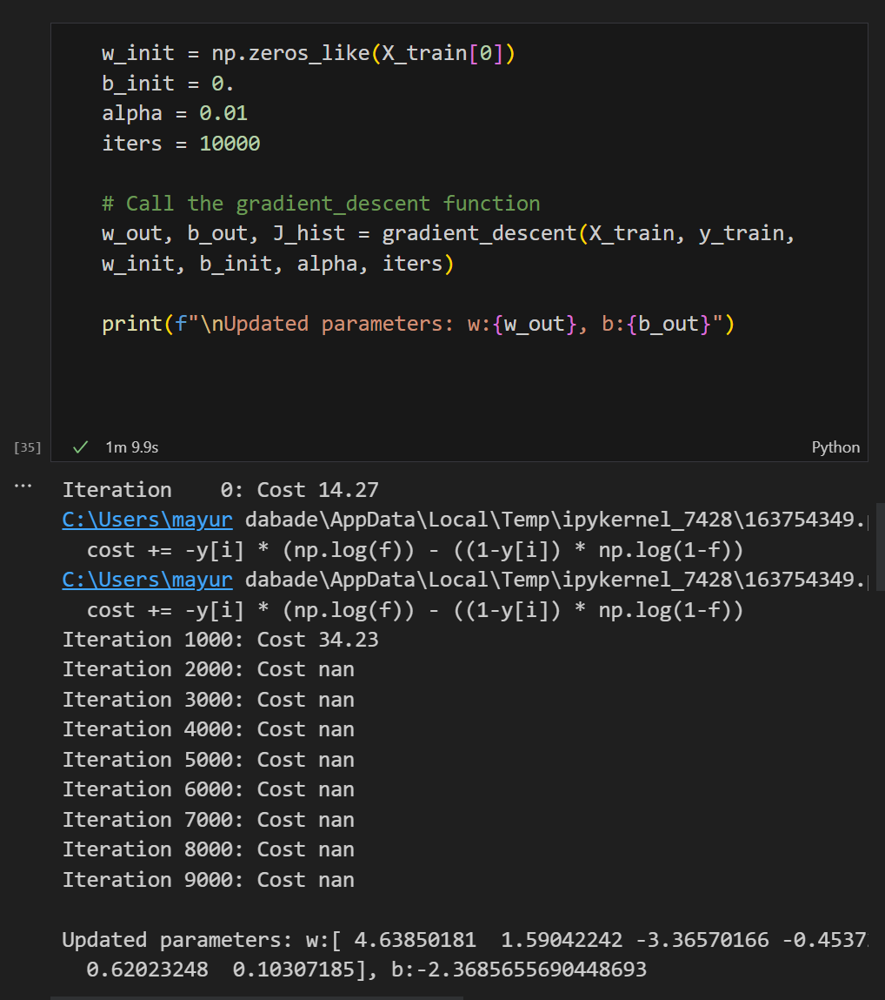 w_init = np.zeros_like(X_train[0])
b_init = 0.
alpha = 0.01
iters = 10000
# Call the gradient_descent function
w_out, b_out, J_hist = gradient_descent(X_train, y_train,
w_init, b_init, alpha, iters)
print(f"\nUpdated parameters: w:{w_out}, b:{b_out}")
[35] ✓ 1m 9.9s Python
... Iteration    0: Cost 14.27
C:\Users\mayur dabade\AppData\Local\Temp\ipykernel_7428\163754349.
cost += -y[i] * (np.log(f)) - ((1-y[i]) * np.log(1-f))
C:\Users\mayur dabade\AppData\Local\Temp\ipykernel_7428\163754349.
cost += -y[i] * (np.log(f)) - ((1-y[i]) * np.log(1-f))
Iteration 1000: Cost 34.23
Iteration 2000: Cost nan
Iteration 3000: Cost nan
Iteration 4000: Cost nan
Iteration 5000: Cost nan
Iteration 6000: Cost nan
Iteration 7000: Cost nan
Iteration 8000: Cost nan
Iteration 9000: Cost nan
Updated parameters: w:[ 4.63850181  1.59042242 -3.36570166 -0.4537
0.62023248  0.10307185], b:-2.3685655690448693